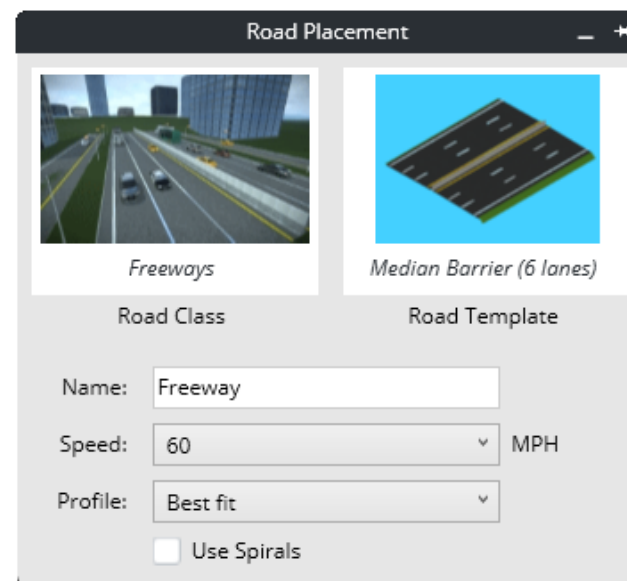 Road Placement
Freeways
Median Barrier (6 lanes)
Road Class
Road Template
Name: Freeway
Speed: 60 MPH
Profile: Best fit
Use Spirals